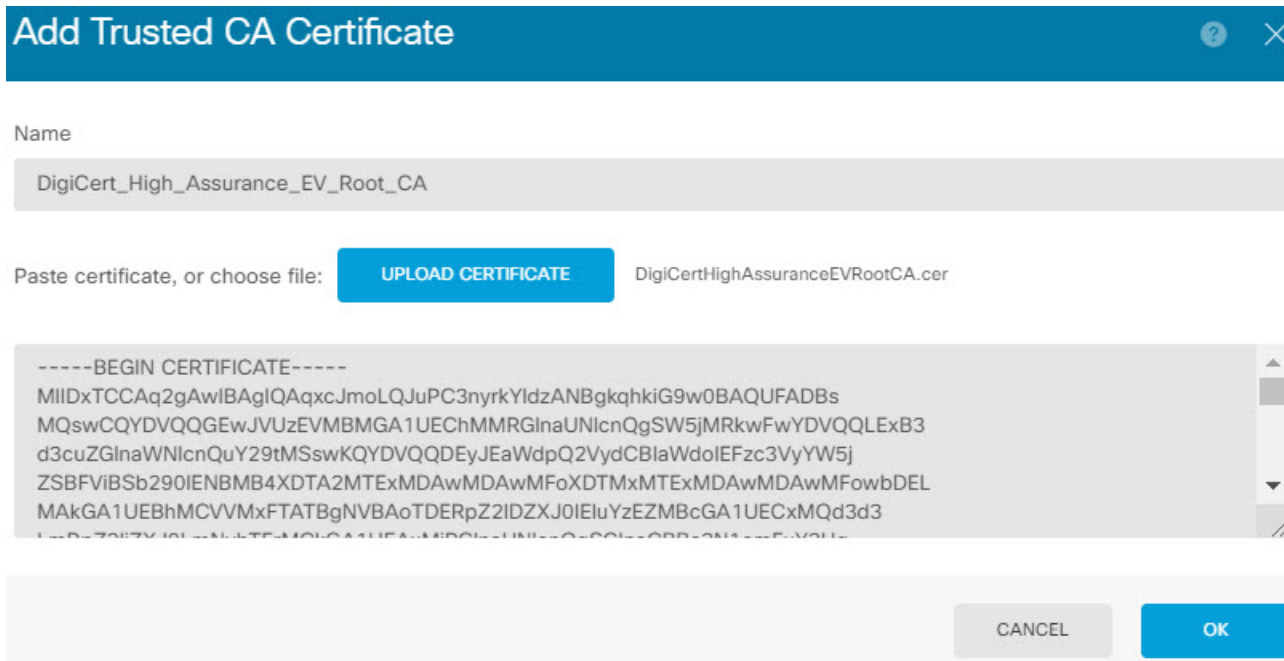 Add Trusted CA Certificate
Name
DigiCert_High_Assurance_EV_Root_CA
Paste certificate, or choose file: UPLOAD CERTIFICATE DigiCertHighAssuranceEVRootCA.cer
-----BEGIN CERTIFICATE-----
MIIDxTCCAq2gAwIBAgIQAqxcJmoLQJuPC3nyrkYldzANBgkqhkiG9w0BAQUFADBs
MQswCQYDVQQGEwJVUzEVMBMGA1UEChMMRGlnaUNlcnQgSW5jMRkwFwYDVQQLExB3
d3cuZGlnaWNlcnQuY29tMSswKQYDVQQDEyJEaWdpQ2VydCBIaWdoIEFzc3VyYW5j
ZSBFViBSb290IENBMB4XDTA2MTExMDAwMDAwMFoXDTMxMTExMDAwMDAwMFowbDEL
MAkGA1UEBhMCVVMxFTATBgNVBAoTDERpZ2lDZXJ0IEluYzEZMBcGA1UECxMQd3d3
CANCEL OK